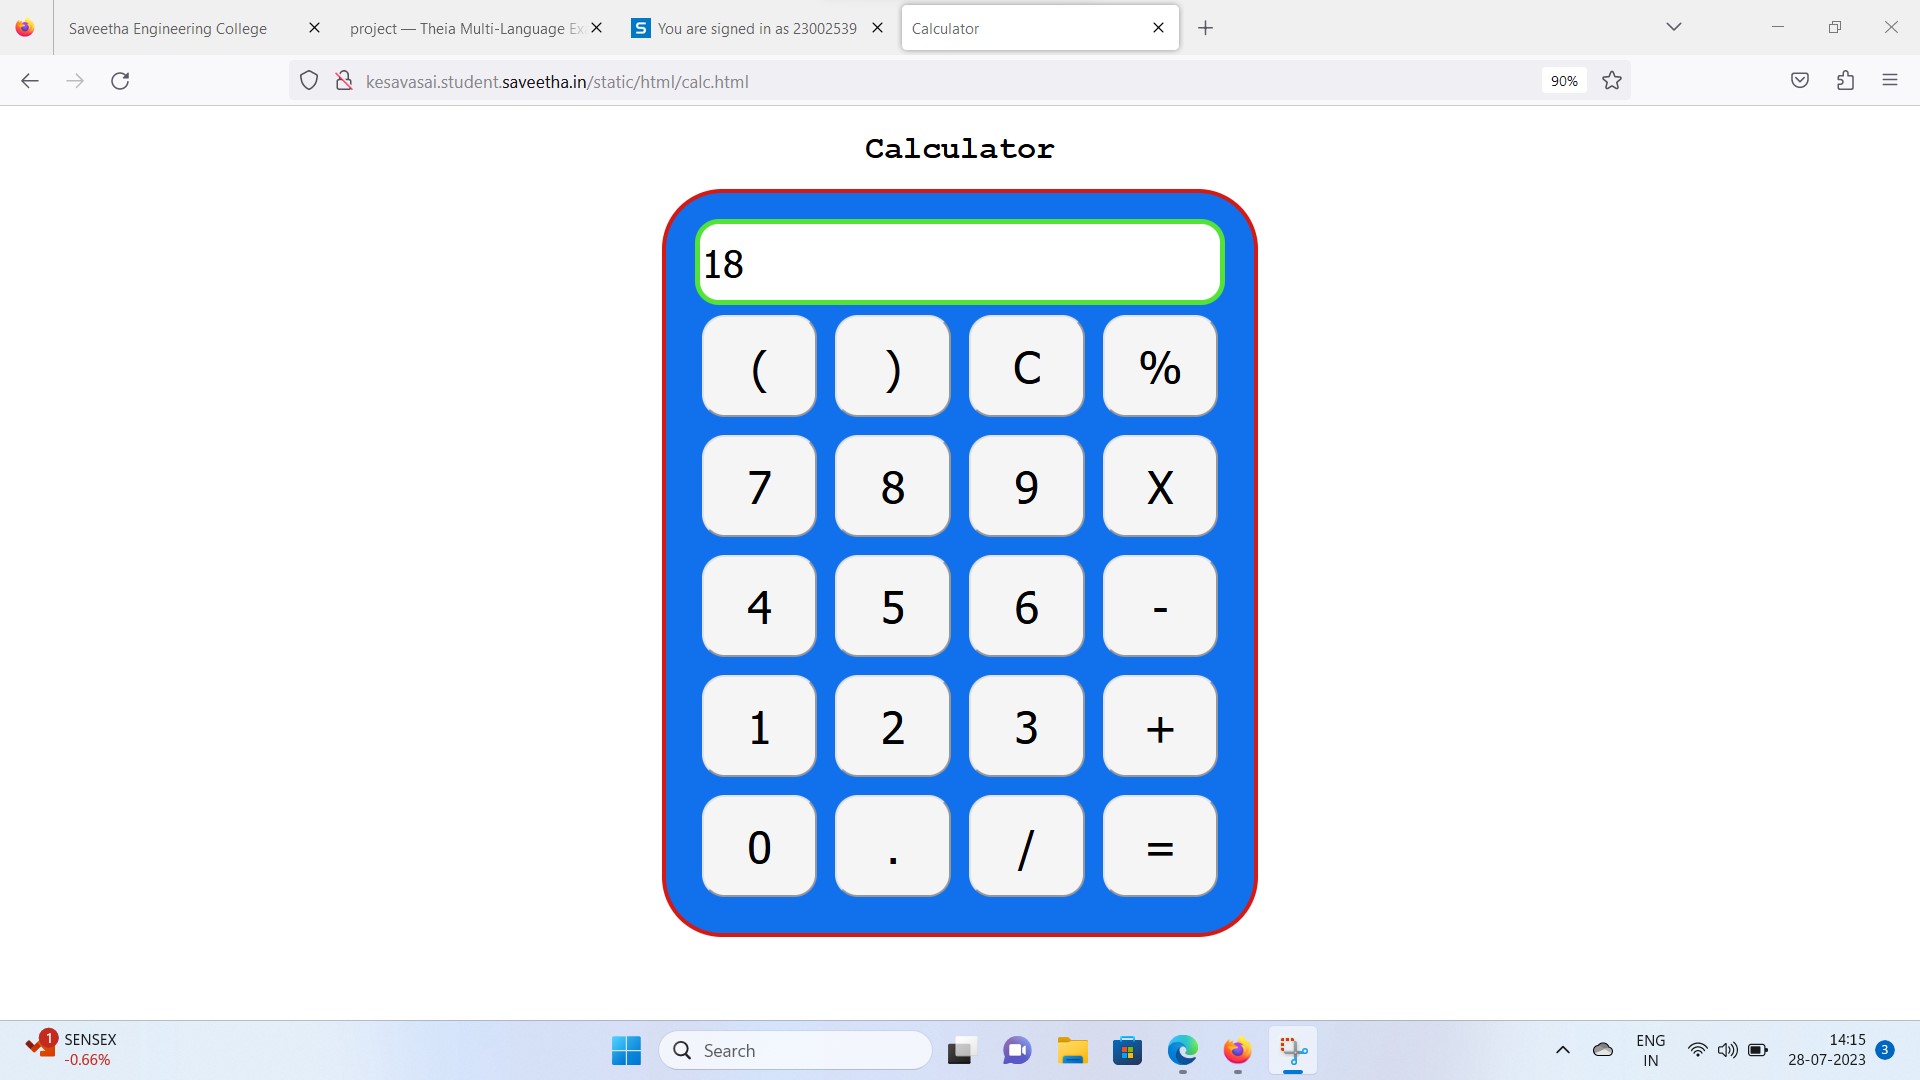 Saveetha Engineering College
project — Theia Multi-Language Ex
S You are signed in as 23002539
Calculator
kesavasai.student.saveetha.in/static/html/calc.html
90%
Calculator
18
( ) C %
7 8 9 X
4 5 6 -
1 2 3 +
0 . / =
1
SENSEX
-0.66%
Search
ENG
IN
14:15
28-07-2023
3